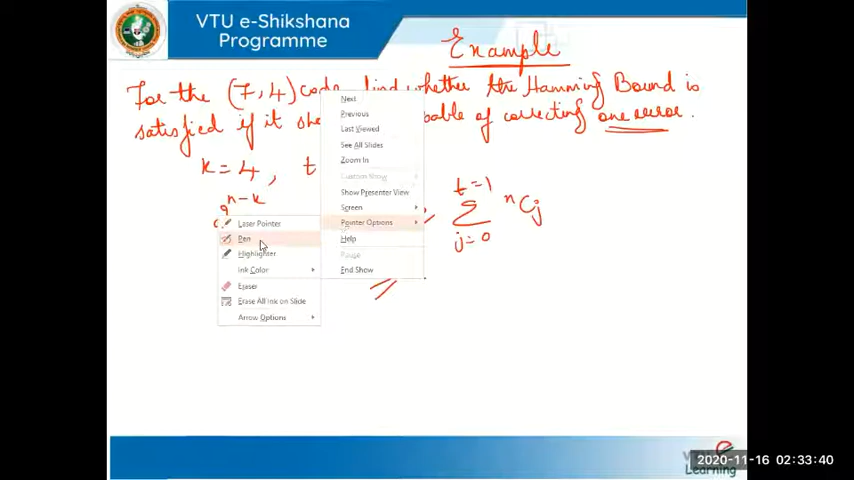 VTU e-Shikshana
Programme
Example
For the (7,4) code, find whether the Hamming Bound is
satisfied if it of correcting one error.
k = 4, t
n-k
t=1
Σ nCj
j=0
Next
Previous
Last Viewed
See All Slides
Zoom In
Custom Show
Show Presenter View
Screen
Pointer Options
Help
Pause
End Show
Laser Pointer
Pen
Highlighter
Ink Color
Eraser
Erase All Ink on Slide
Arrow Options
2020-11-16 02:33:40
Learning